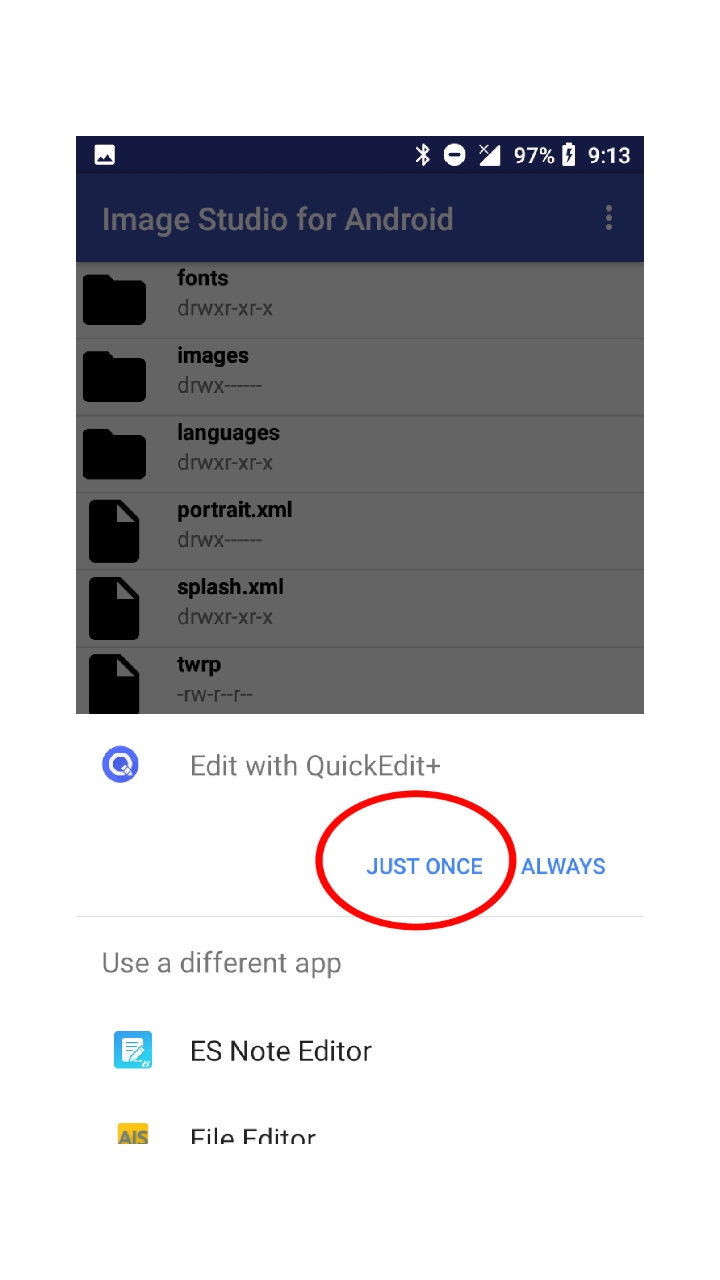 97% 9:13
Image Studio for Android
fonts
drwxr-xr-x
images
drwx------
languages
drwxr-xr-x
portrait.xml
drwx------
splash.xml
drwxr-xr-x
twrp
-rw-r--r--
Edit with QuickEdit+
JUST ONCE ALWAYS
Use a different app
ES Note Editor
AIS File Editor